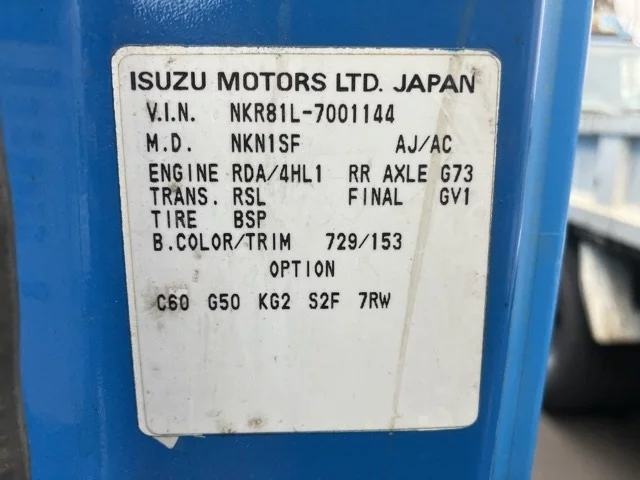 ISUZU MOTORS LTD. JAPAN
V.I.N. NKR81L-7001144
M.D. NKN1SF AJ/AC
ENGINE RDA/4HL1 RR AXLE G73
TRANS. RSL FINAL GV1
TIRE BSP
B.COLOR/TRIM 729/153
OPTION
C60 G50 KG2 S2F 7RW